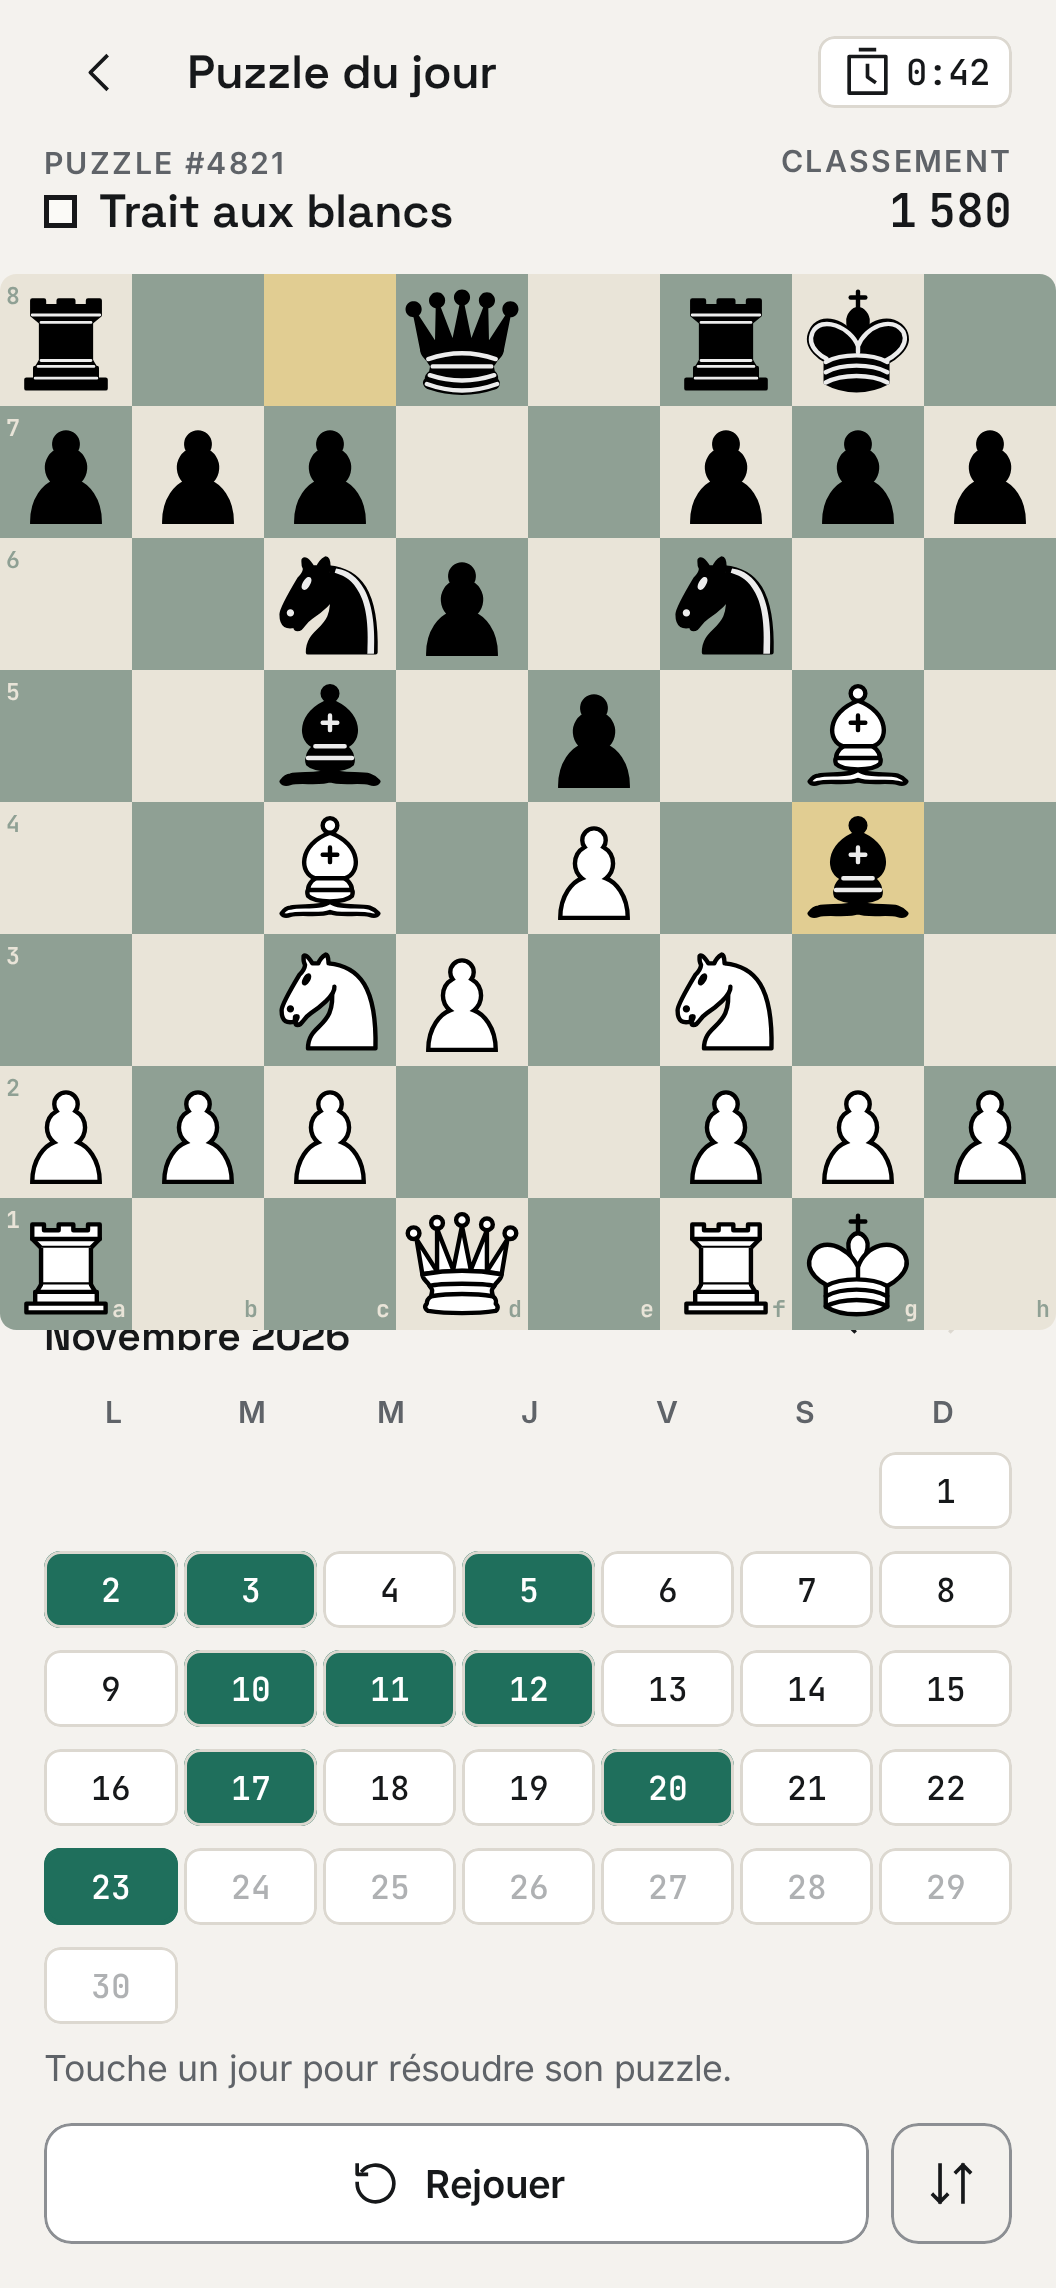 Puzzle du jour
0:42
PUZZLE #4821
CLASSEMENT
Trait aux blancs
1 580
8
7
6
5
4
3
2
1
a b c d e f g h
Novembre 2026
L M M J V S D
1
2 3 4 5 6 7 8
9 10 11 12 13 14 15
16 17 18 19 20 21 22
23 24 25 26 27 28 29
30
Touche un jour pour résoudre son puzzle.
Rejouer